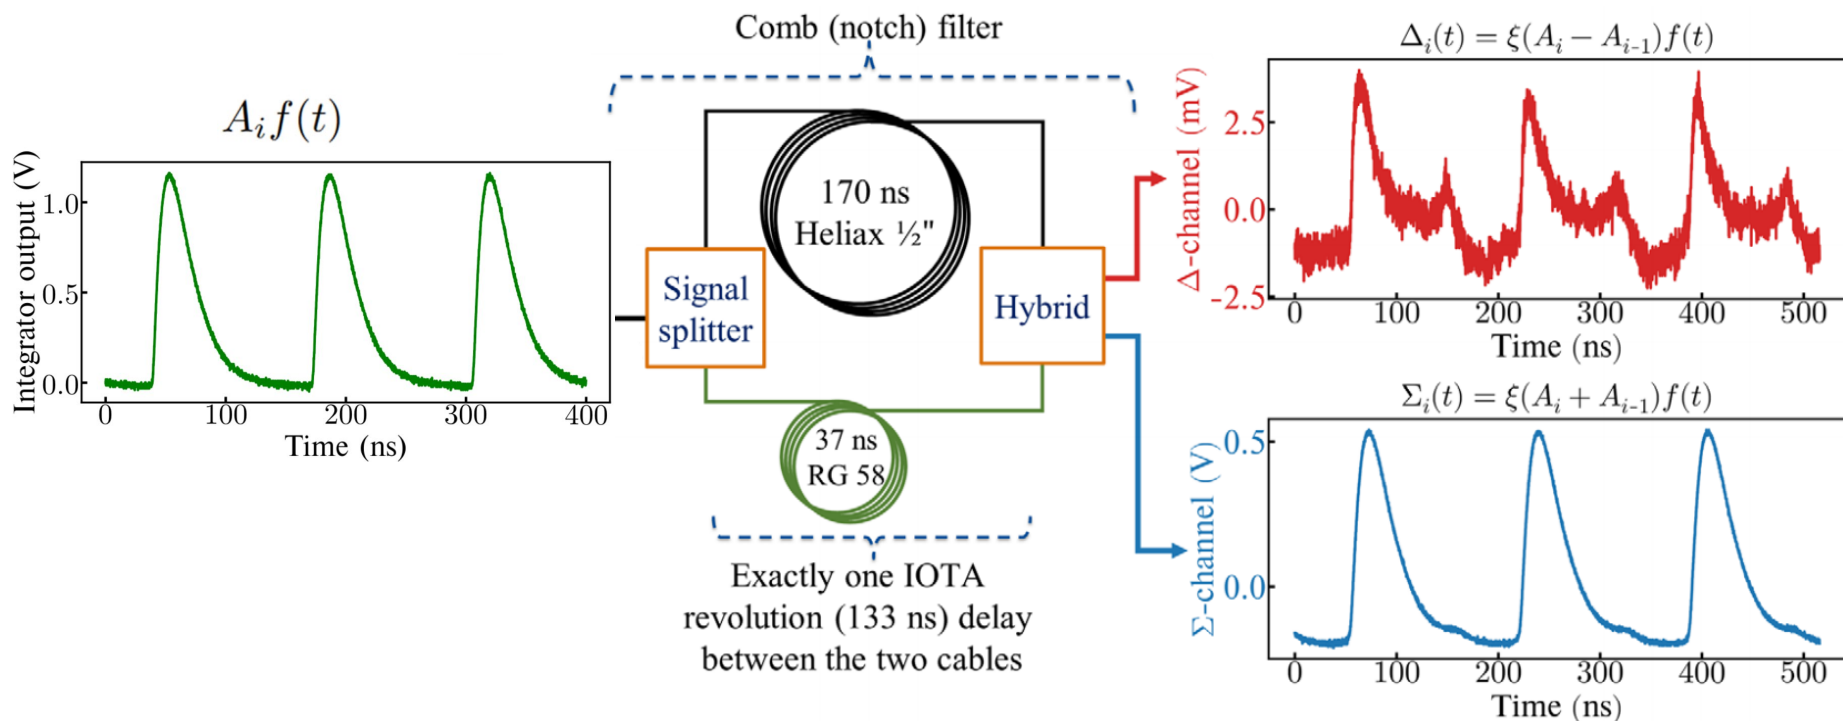 Comb (notch) filter
A_i f(t)
Integrator output (V)
1.0
0.5
0.0
0 100 200 300 400
Time (ns)
170 ns
Heliax ½"
Signal
splitter
Hybrid
37 ns
RG 58
Exactly one IOTA
revolution (133 ns) delay
between the two cables
Δ_i(t) = ξ(A_i − A_{i-1})f(t)
Δ-channel (mV)
2.5
0.0
-2.5
0 100 200 300 400 500
Time (ns)
Σ_i(t) = ξ(A_i + A_{i-1})f(t)
Σ-channel (V)
0.5
0.0
0 100 200 300 400 500
Time (ns)